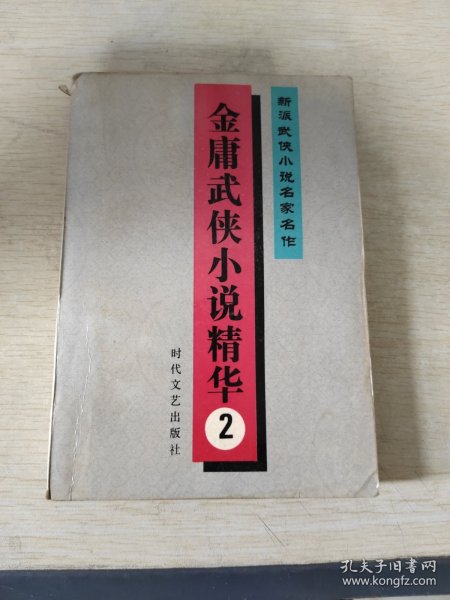 新派武侠小说名家名作
金庸武侠小说精华
2
时代文艺出版社
孔夫子旧书网
www.kongfz.com